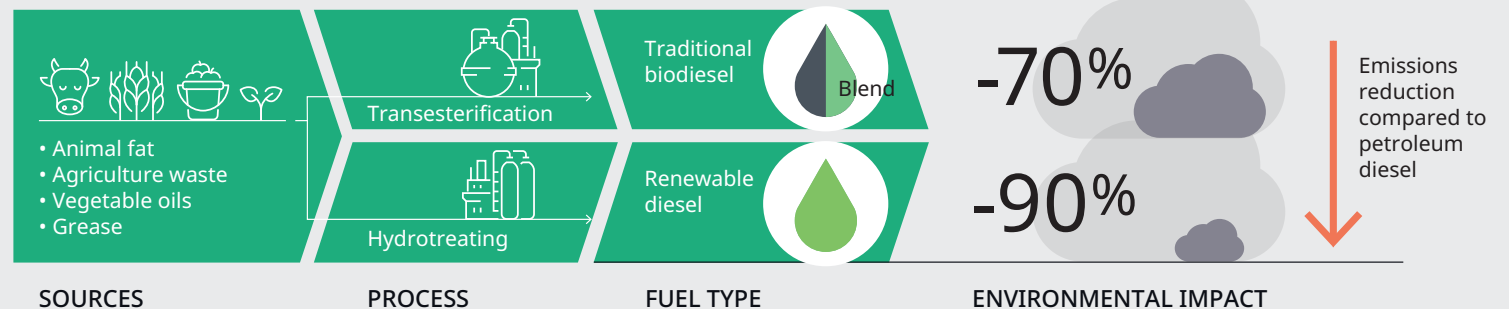 • Animal fat
• Agriculture waste
• Vegetable oils
• Grease
Transesterification
Hydrotreating
Traditional
biodiesel
Blend
Renewable
diesel
-70%
-90%
Emissions
reduction
compared to
petroleum
diesel
SOURCES
PROCESS
FUEL TYPE
ENVIRONMENTAL IMPACT